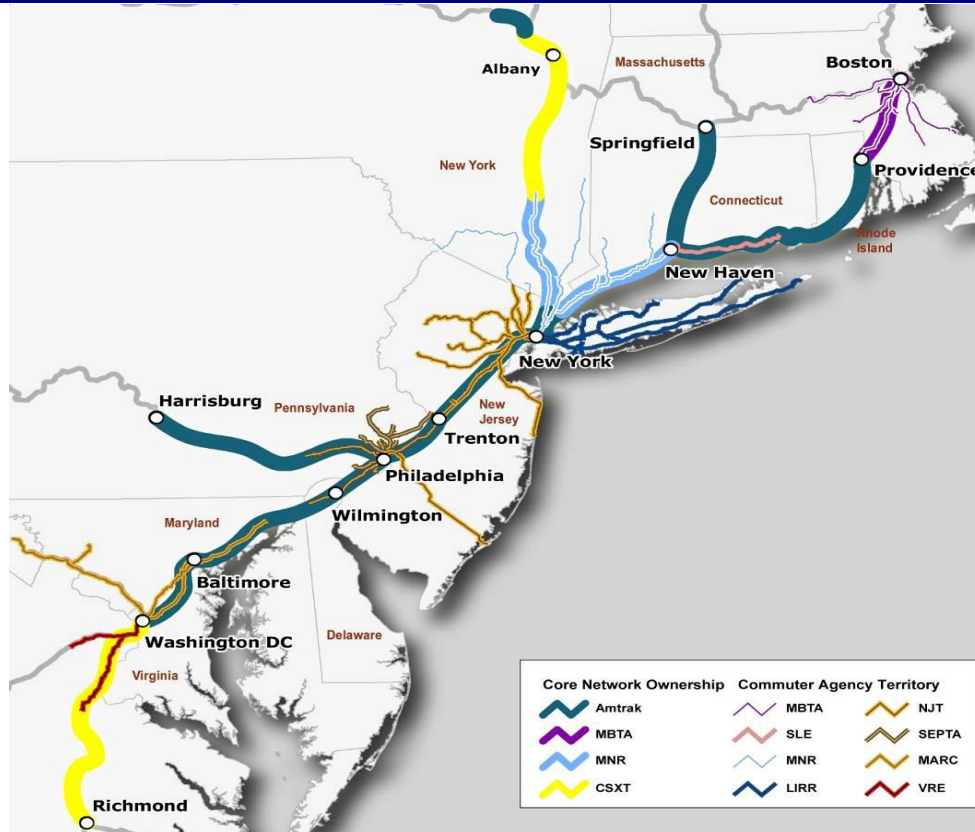 Albany
Massachusetts
Boston
Springfield
Providence
New York
Connecticut
Rhode
Island
New Haven
New York
Harrisburg
Pennsylvania
New
Jersey
Trenton
Philadelphia
Wilmington
Maryland
Baltimore
Washington DC
Delaware
Virginia
Richmond
Core Network Ownership
Amtrak
MBTA
MNR
CSXT
Commuter Agency Territory
MBTA
SLE
MNR
LIRR
NJT
SEPTA
MARC
VRE